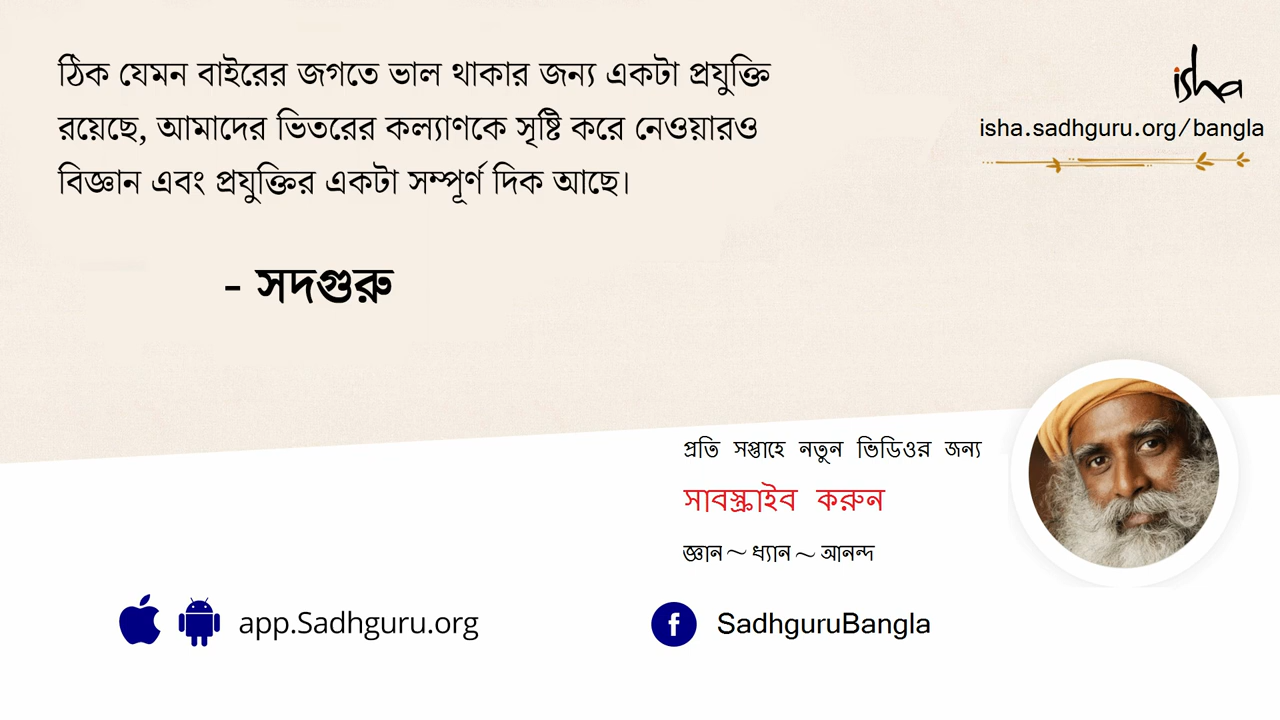 ঠিক যেমন বাইরের জগতে ভাল থাকার জন্য একটা প্রযুক্তি
রয়েছে, আমাদের ভিতরের কল্যাণকে সৃষ্টি করে নেওয়ারও
বিজ্ঞান এবং প্রযুক্তির একটা সম্পূর্ণ দিক আছে।
- সদগুরু
isha
isha.sadhguru.org/bangla
প্রতি সপ্তাহে নতুন ভিডিওর জন্য
সাবস্ক্রাইব করুন
জ্ঞান ~ ধ্যান ~ আনন্দ
app.Sadhguru.org
f SadhguruBangla